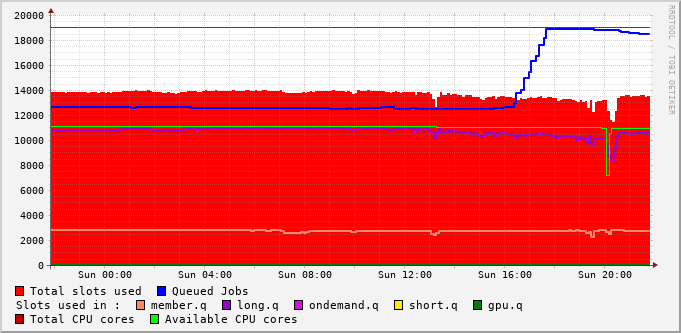 20000
18000
16000
14000
12000
10000
8000
6000
4000
2000
0
Sun 00:00 Sun 04:00 Sun 08:00 Sun 12:00 Sun 16:00 Sun 20:00
Total slots used Queued Jobs
Slots used in : member.q long.q ondemand.q short.q gpu.q
Total CPU cores Available CPU cores
RRDTOOL / TOBI OETIKER